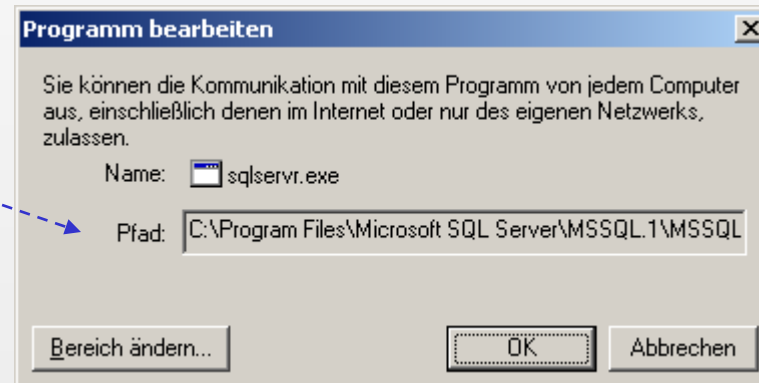 Programm bearbeiten
Sie können die Kommunikation mit diesem Programm von jedem Computer
aus, einschließlich denen im Internet oder nur des eigenen Netzwerks,
zulassen.
Name: sqlservr.exe
Pfad: C:\Program Files\Microsoft SQL Server\MSSQL.1\MSSQL
Bereich ändern... OK Abbrechen